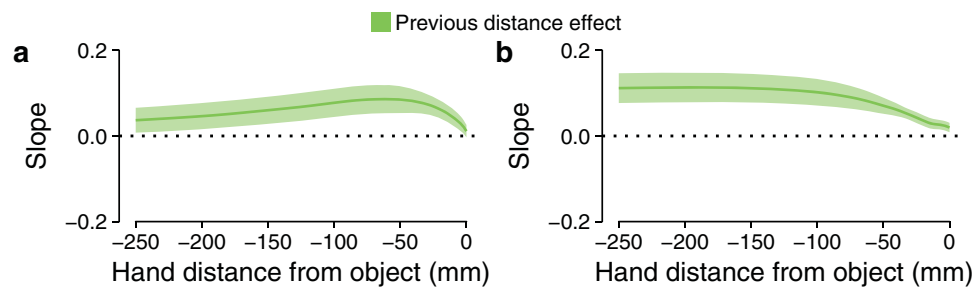 Previous distance effect
a
b
0.2
0.0
−0.2
Slope
−250 −200 −150 −100 −50 0
Hand distance from object (mm)
0.2
0.0
−0.2
Slope
−250 −200 −150 −100 −50 0
Hand distance from object (mm)